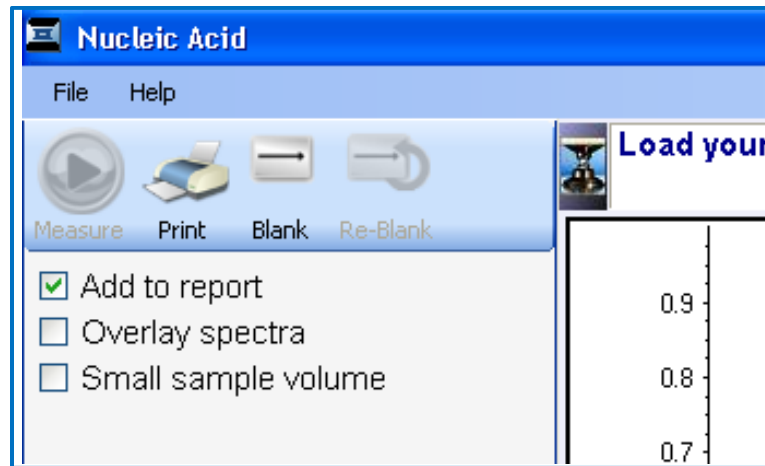 Nucleic Acid
File Help
Load your
Measure Print Blank Re-Blank
Add to report
Overlay spectra
Small sample volume
0.9
0.8
0.7